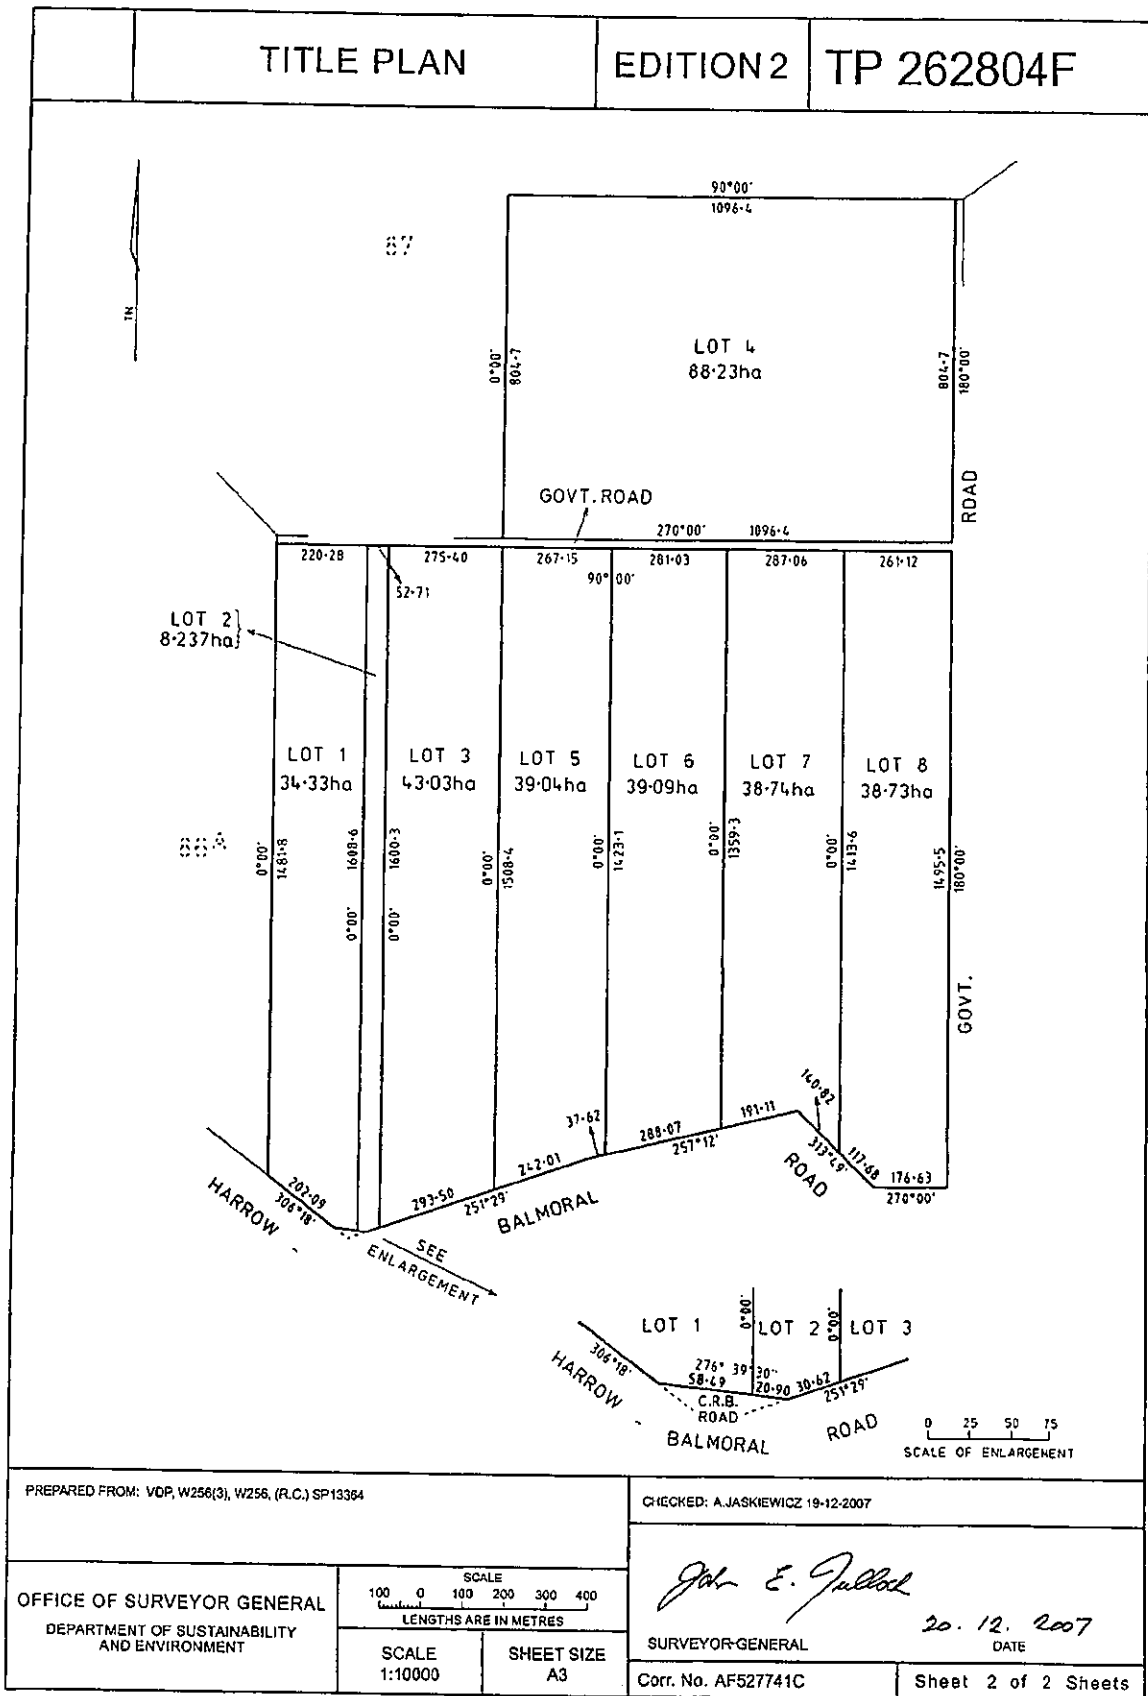 TITLE PLAN
EDITION 2
TP 262804F
90°00'
1096·4
87
TN
0°00'
804·7
LOT 4
88·23ha
804·7
180°00'
ROAD
GOVT. ROAD
270°00' 1096·4
220·28
275·40
267·15
281·03
287·06
261·12
52·71
90°00'
LOT 2
8·237ha
LOT 1
34·33ha
LOT 3
43·03ha
LOT 5
39·04ha
LOT 6
39·09ha
LOT 7
38·74ha
LOT 8
38·73ha
88A
0°00'
1481·8
1608·6
0°00'
1600·3
0°00'
0°00'
1508·4
0°00'
1423·1
0°00'
1359·3
0°00'
1413·6
1495·5
180°00'
GOVT.
202·09
306°18'
HARROW -
293·50
251°29'
242·01
37·62
288·07
257°12'
191·11
140·82
313°49'
117·68
176·63
270°00'
BALMORAL
ROAD
SEE
ENLARGEMENT
LOT 1
0°00'
LOT 2
0°00'
LOT 3
306°18'
HARROW -
276° 39' 30"
58·49
20·90
30·62
251°29'
C.R.B.
ROAD
BALMORAL
ROAD
0 25 50 75
SCALE OF ENLARGEMENT
PREPARED FROM: VDP, W256(3), W256, (R.C.) SP13364
CHECKED: A.JASKIEWICZ 19-12-2007
OFFICE OF SURVEYOR GENERAL
DEPARTMENT OF SUSTAINABILITY
AND ENVIRONMENT
SCALE
100 0 100 200 300 400
LENGTHS ARE IN METRES
SCALE
1:10000
SHEET SIZE
A3
John E. Tulloch
20. 12. 2007
SURVEYOR-GENERAL
DATE
Corr. No. AF527741C
Sheet 2 of 2 Sheets